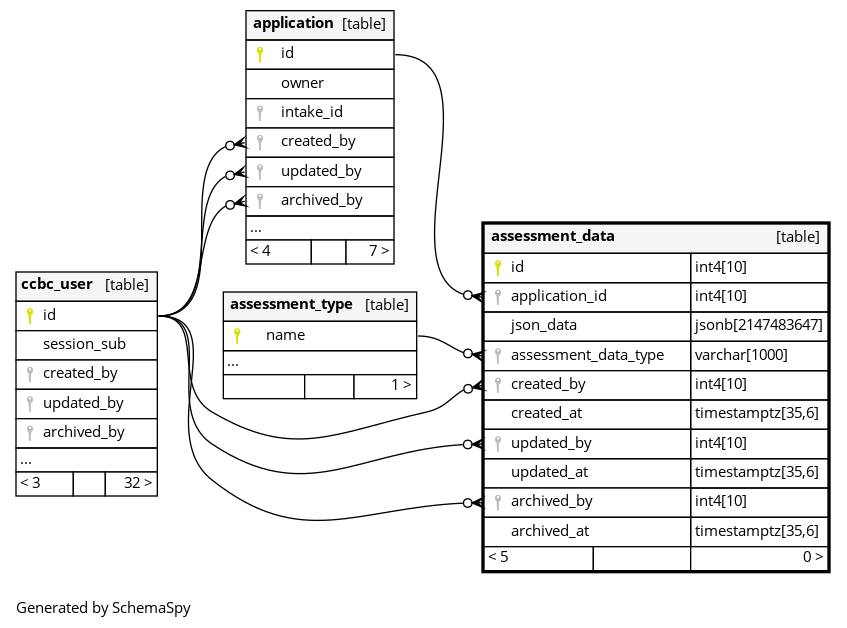 application [table]
id
owner
intake_id
created_by
updated_by
archived_by
...
< 4 7 >
assessment_data [table]
id int4[10]
application_id int4[10]
json_data jsonb[2147483647]
assessment_data_type varchar[1000]
created_by int4[10]
created_at timestamptz[35,6]
updated_by int4[10]
updated_at timestamptz[35,6]
archived_by int4[10]
archived_at timestamptz[35,6]
< 5 0 >
ccbc_user [table]
id
session_sub
created_by
updated_by
archived_by
...
< 3 32 >
assessment_type [table]
name
...
1 >
Generated by SchemaSpy